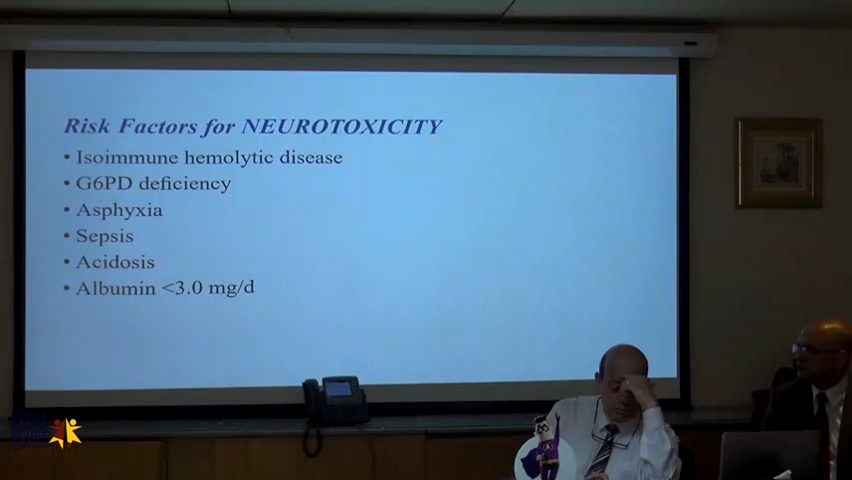 Risk Factors for NEUROTOXICITY
• Isoimmune hemolytic disease
• G6PD deficiency
• Asphyxia
• Sepsis
• Acidosis
• Albumin <3.0 mg/d